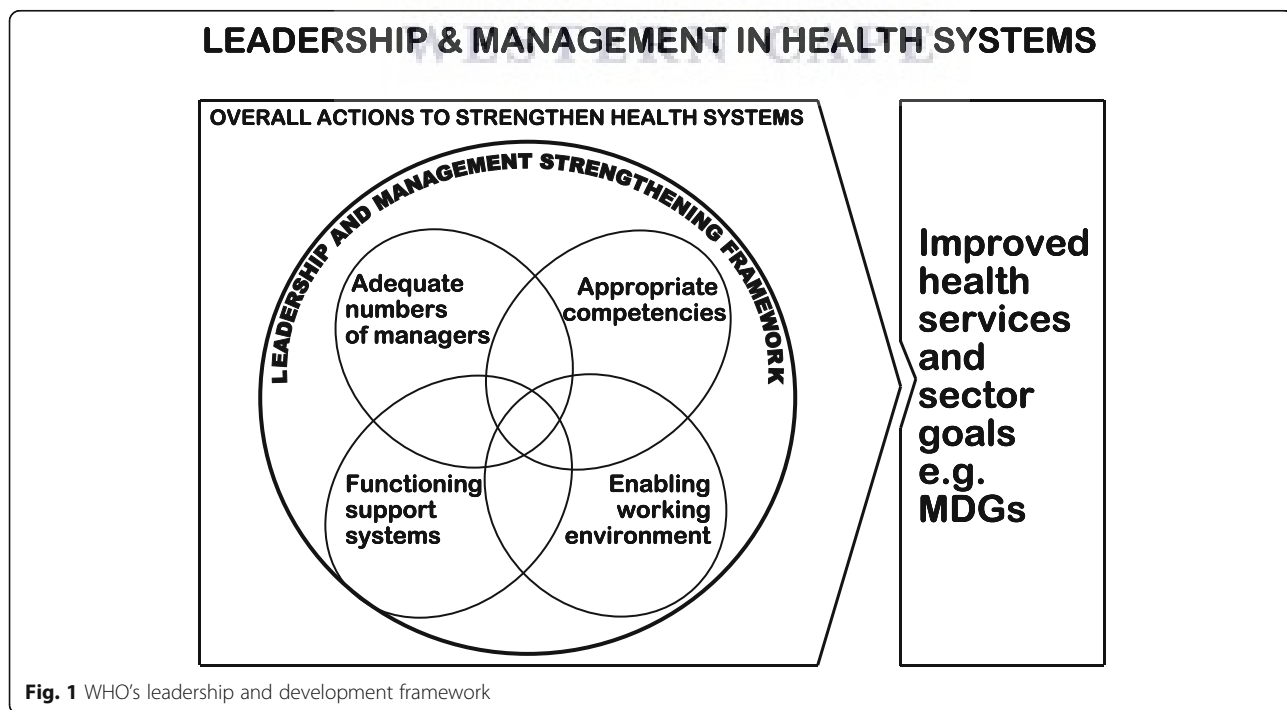 WESTERN CAPE
LEADERSHIP & MANAGEMENT IN HEALTH SYSTEMS
OVERALL ACTIONS TO STRENGTHEN HEALTH SYSTEMS
LEADERSHIP AND MANAGEMENT STRENGTHENING FRAMEWORK
Adequate
numbers
of managers
Appropriate
competencies
Functioning
support
systems
Enabling
working
environment
Improved
health
services
and
sector
goals
e.g.
MDGs
Fig. 1 WHO's leadership and development framework